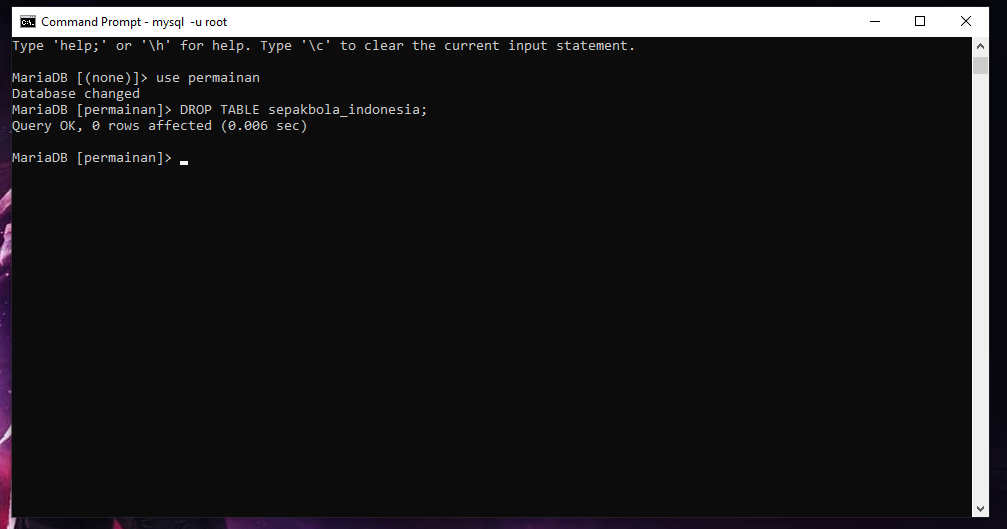 Command Prompt - mysql  -u root
Type 'help;' or '\h' for help. Type '\c' to clear the current input statement.
MariaDB [(none)]> use permainan
Database changed
MariaDB [permainan]> DROP TABLE sepakbola_indonesia;
Query OK, 0 rows affected (0.006 sec)
MariaDB [permainan]>